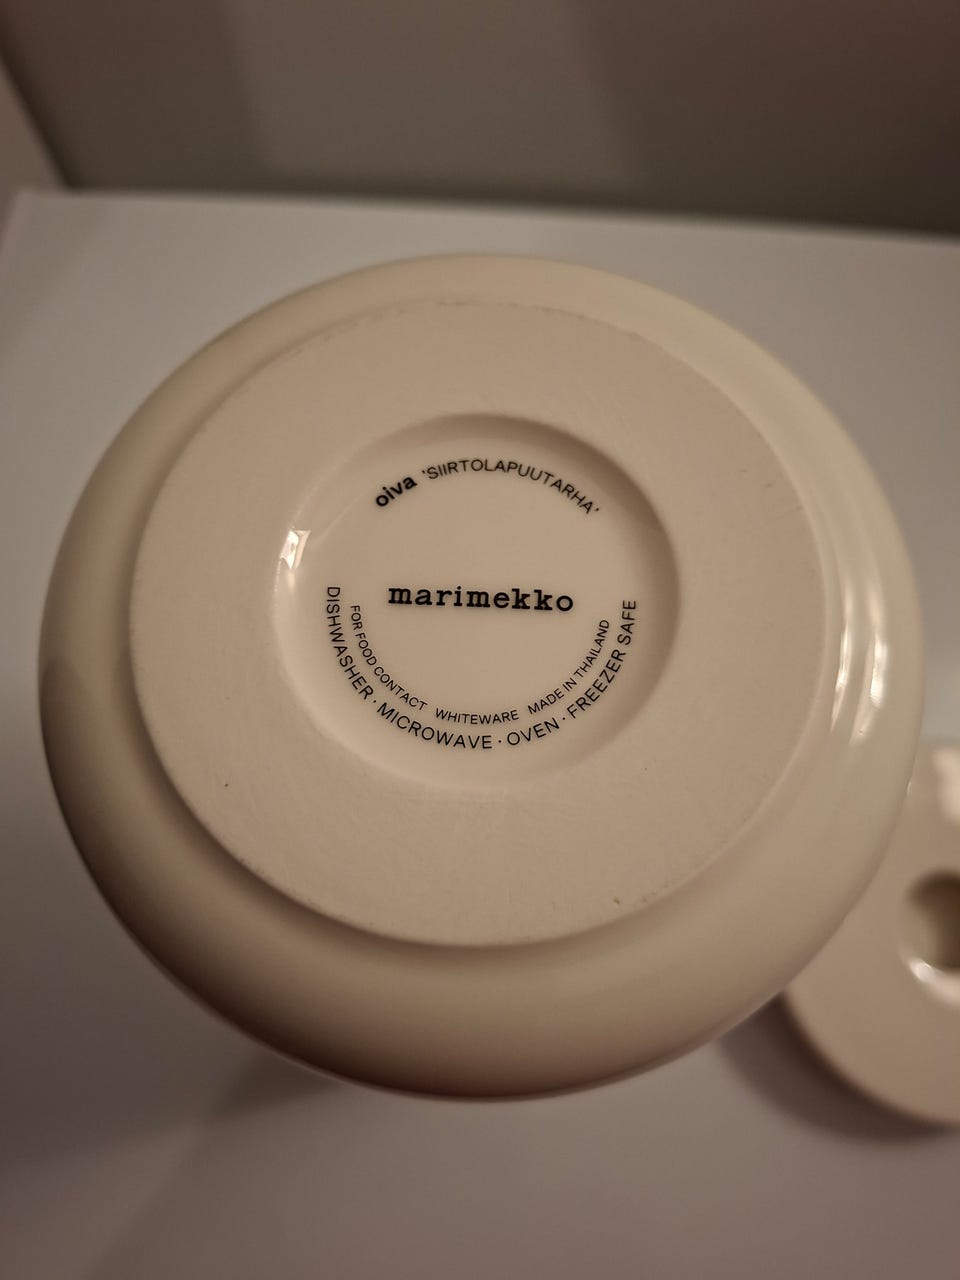 oiva 'SIIRTOLAPUUTARHA'
marimekko
FOR FOOD CONTACT WHITEWARE MADE IN THAILAND
DISHWASHER · MICROWAVE · OVEN · FREEZER SAFE